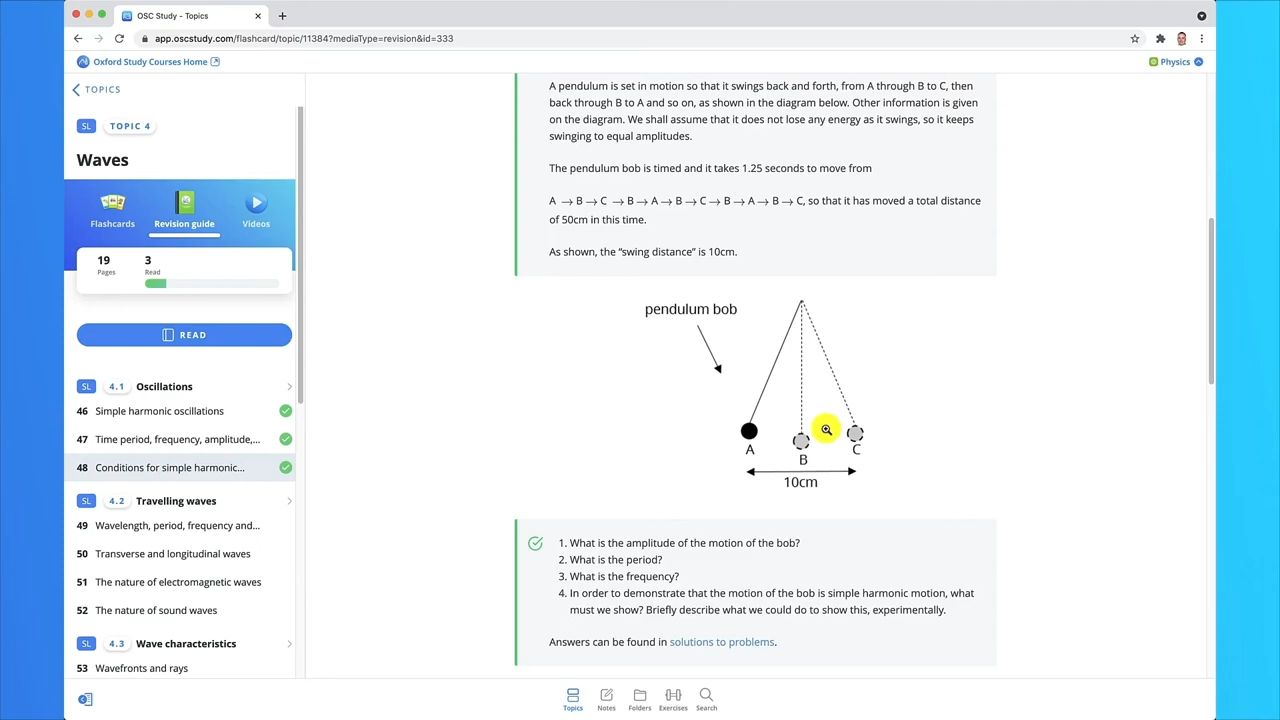 OSC Study - Topics
app.oscstudy.com/flashcard/topic/11384?mediaType=revision&id=333
Oxford Study Courses Home
Physics
TOPICS
SL TOPIC 4
Waves
Flashcards Revision guide Videos
19 3
Pages Read
READ
SL 4.1 Oscillations
46 Simple harmonic oscillations
47 Time period, frequency, amplitude,...
48 Conditions for simple harmonic...
SL 4.2 Travelling waves
49 Wavelength, period, frequency and...
50 Transverse and longitudinal waves
51 The nature of electromagnetic waves
52 The nature of sound waves
SL 4.3 Wave characteristics
53 Wavefronts and rays
A pendulum is set in motion so that it swings back and forth, from A through B to C, then
back through B to A and so on, as shown in the diagram below. Other information is given
on the diagram. We shall assume that it does not lose any energy as it swings, so it keeps
swinging to equal amplitudes.
The pendulum bob is timed and it takes 1.25 seconds to move from
A → B → C → B → A → B → C → B → A → B → C, so that it has moved a total distance
of 50cm in this time.
As shown, the “swing distance” is 10cm.
pendulum bob
A
B
C
10cm
1. What is the amplitude of the motion of the bob?
2. What is the period?
3. What is the frequency?
4. In order to demonstrate that the motion of the bob is simple harmonic motion, what
must we show? Briefly describe what we could do to show this, experimentally.
Answers can be found in solutions to problems.
Topics Notes Folders Exercises Search